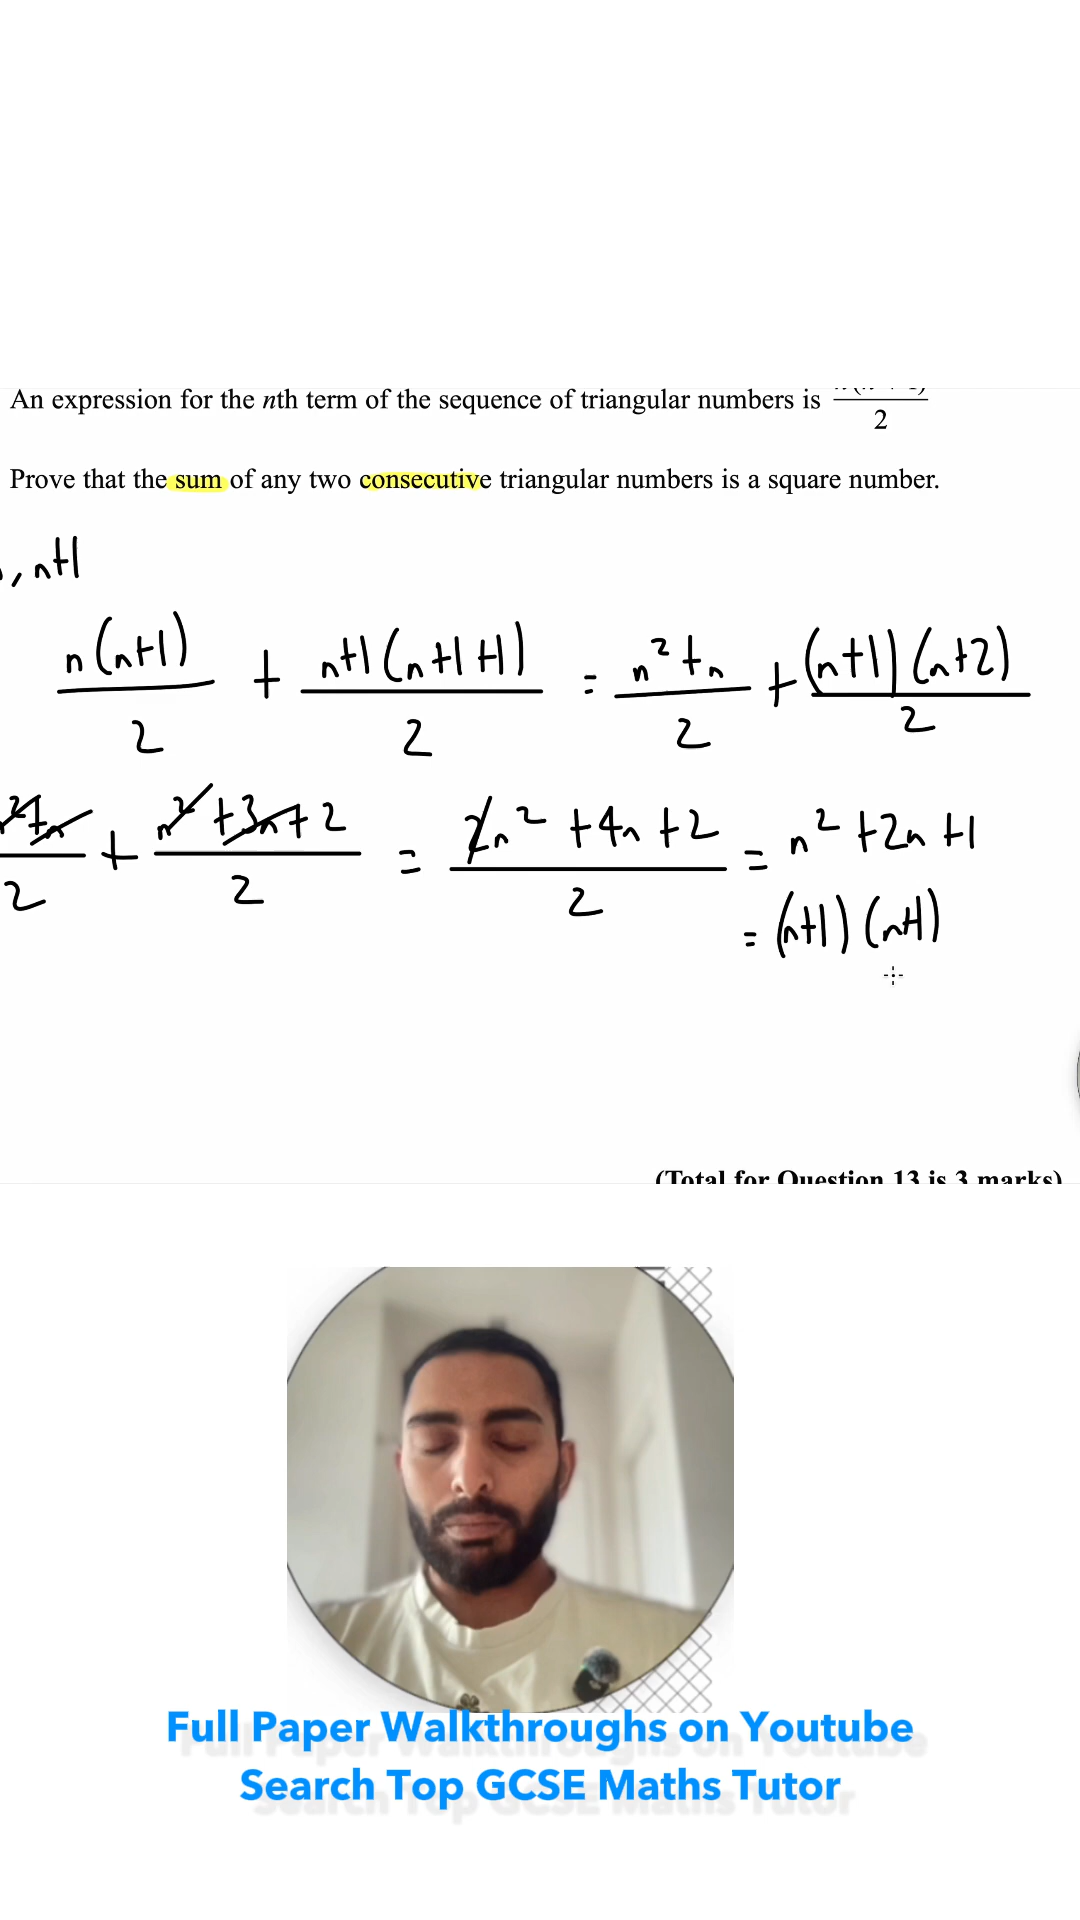 An expression for the nth term of the sequence of triangular numbers is n(n + 1)/2
Prove that the sum of any two consecutive triangular numbers is a square number.
, n+1
n(n+1)/2 + n+1(n+1+1)/2 = n²+n/2 + (n+1)(n+2)/2
²+n/2 + n²+3n+2/2 = 2n²+4n+2/2 = n²+2n+1
= (n+1)(n+1)
(Total for Question 13 is 3 marks)
Full Paper Walkthroughs on Youtube
Search Top GCSE Maths Tutor